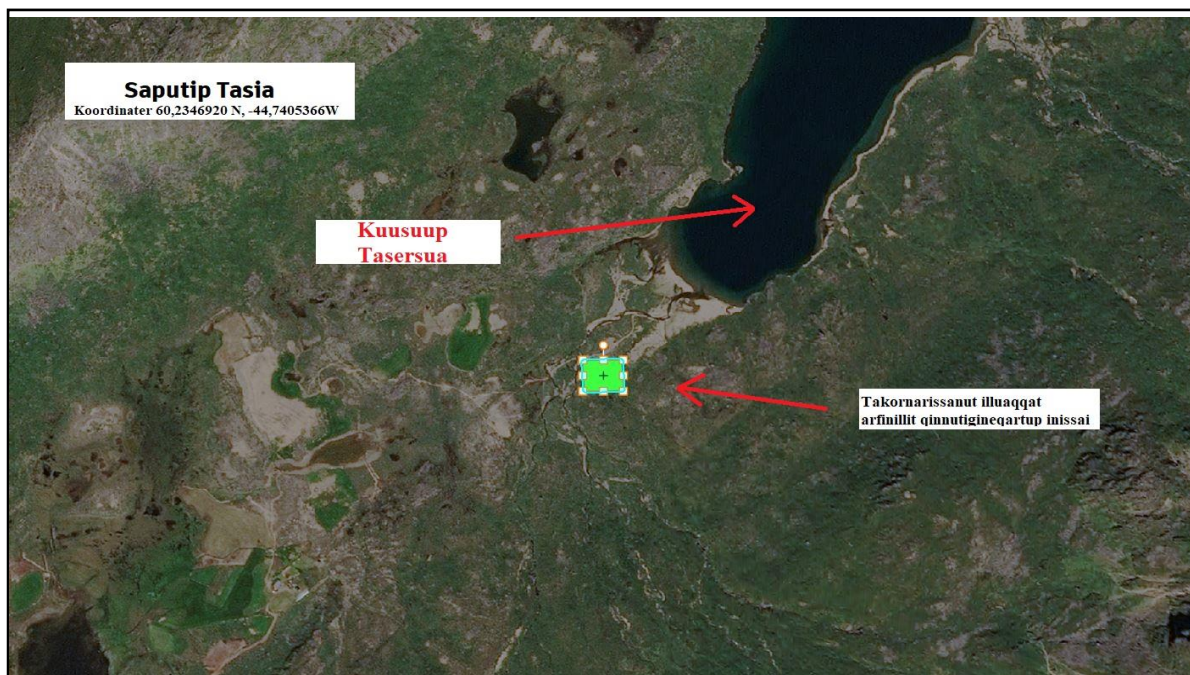 Saputip Tasia
Koordinater 60,2346920 N, -44,7405366W
Kuusuup
Tasersua
Takornarissanut illuaqqat
arfinillit qinnutigineqartup inissai